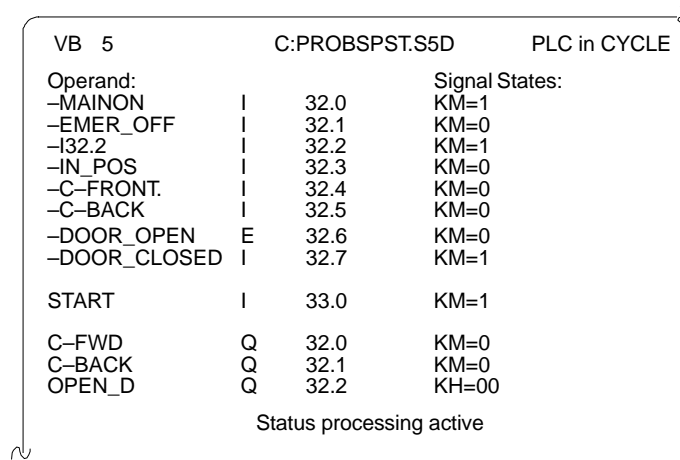 VB 5 C:PROBSPST.S5D PLC in CYCLE
Operand: Signal States:
–MAINON I 32.0 KM=1
–EMER_OFF I 32.1 KM=0
–I32.2 I 32.2 KM=1
–IN_POS I 32.3 KM=0
–C–FRONT. I 32.4 KM=0
–C–BACK I 32.5 KM=0
–DOOR_OPEN E 32.6 KM=0
–DOOR_CLOSED I 32.7 KM=1
START I 33.0 KM=1
C–FWD Q 32.0 KM=0
C–BACK Q 32.1 KM=0
OPEN_D Q 32.2 KH=00
Status processing active